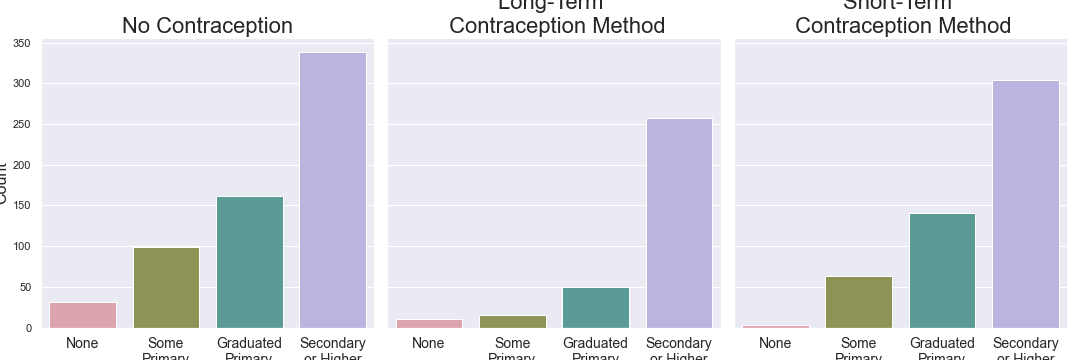 No Contraception
Long-Term
Contraception Method
Short-Term
Contraception Method
Count
350
300
250
200
150
100
50
0
None
Some
Primary
Graduated
Primary
Secondary
or Higher
None
Some
Primary
Graduated
Primary
Secondary
or Higher
None
Some
Primary
Graduated
Primary
Secondary
or Higher